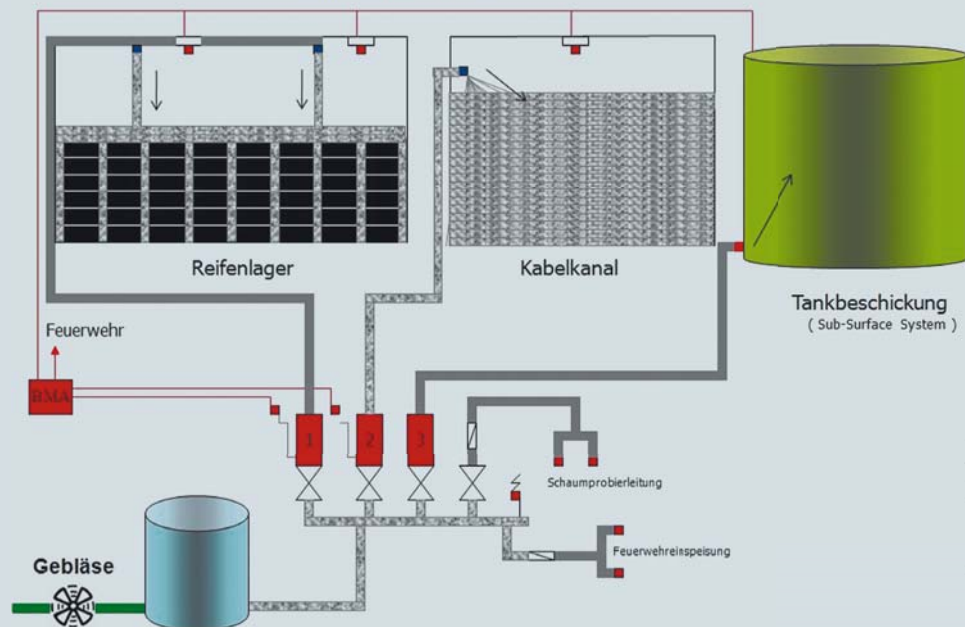 Reifenlager
Kabelkanal
Tankbeschickung
( Sub-Surface System )
Feuerwehr
BMA
1
2
3
Schaumprobierleitung
Feuerwehreinspeisung
Gebläse